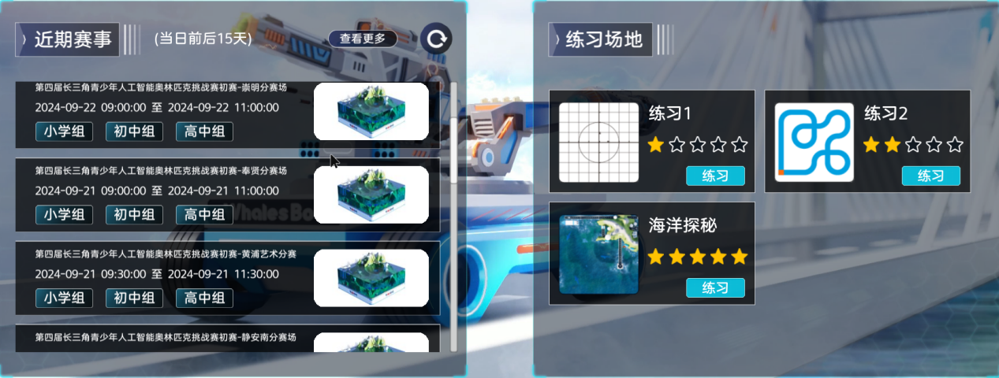 近期赛事
(当日前后15天)
查看更多
第四届长三角青少年人工智能奥林匹克挑战赛初赛-崇明分赛场
2024-09-22 09:00:00 至 2024-09-22 11:00:00
小学组 初中组 高中组
第四届长三角青少年人工智能奥林匹克挑战赛初赛-奉贤分赛场
2024-09-21 09:00:00 至 2024-09-21 11:00:00
小学组 初中组 高中组
第四届长三角青少年人工智能奥林匹克挑战赛初赛-黄浦艺术分赛
2024-09-21 09:30:00 至 2024-09-21 11:30:00
小学组 初中组 高中组
第四届长三角青少年人工智能奥林匹克挑战赛初赛-静安南分赛场
练习场地
练习1
练习
练习2
练习
海洋探秘
练习